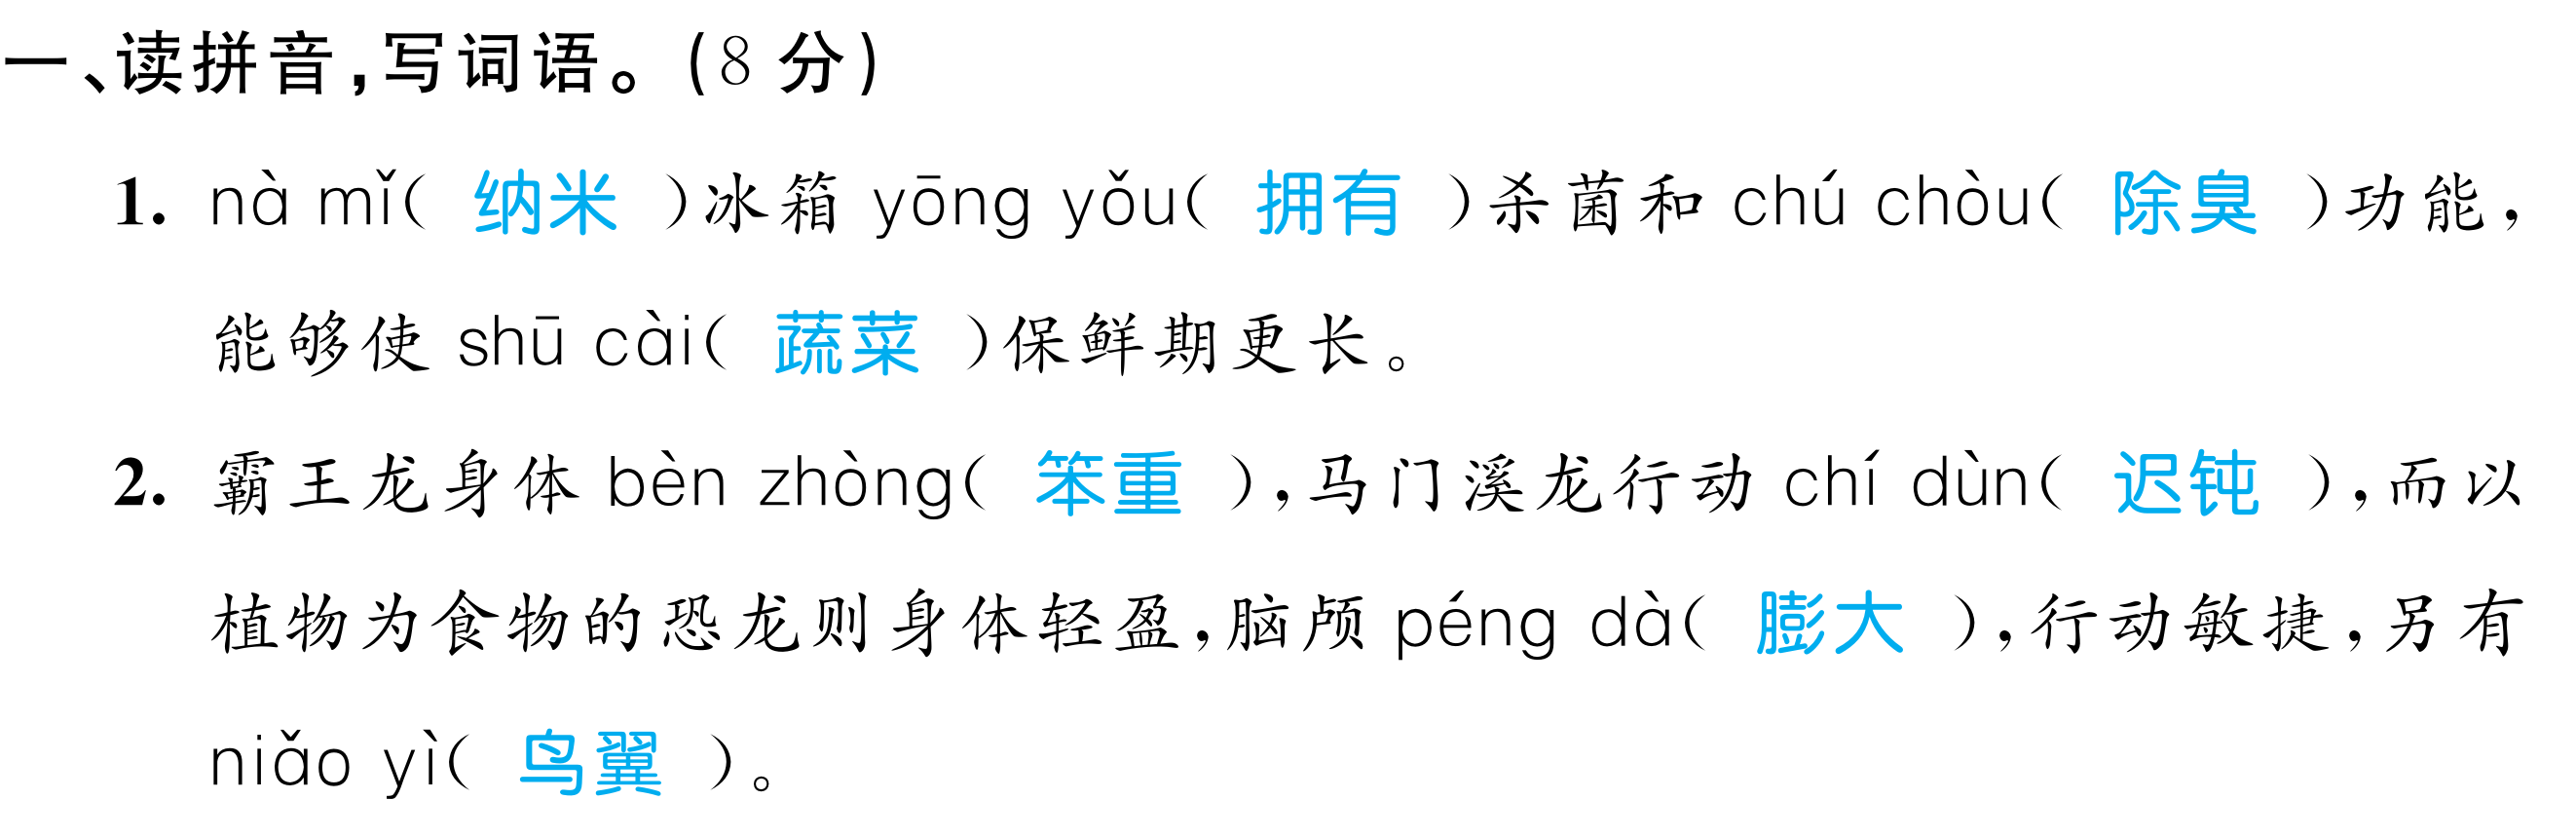 一、读拼音,写词语。(8 分)
1. nà mǐ( 纳米 )冰箱 yōng yǒu( 拥有 )杀菌和 chú chòu( 除臭 )功能,
能够使 shū cài( 蔬菜 )保鲜期更长。
2. 霸王龙身体 bèn zhòng( 笨重 ),马门溪龙行动 chí dùn( 迟钝 ),而以
植物为食物的恐龙则身体轻盈,脑颅 péng dà( 膨大 ),行动敏捷,另有
niǎo yì( 鸟翼 )。